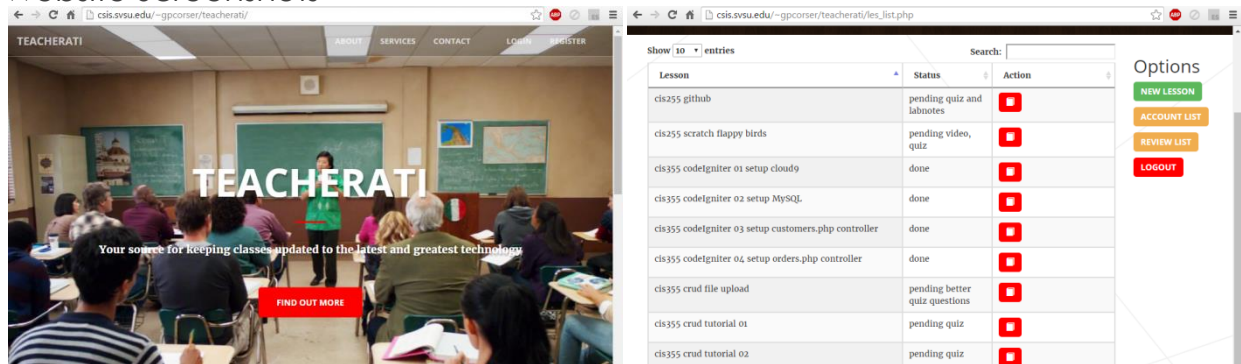 Website screenshots
csis.svsu.edu/~gpcorser/teacherati/
TEACHERATI
ABOUT SERVICES CONTACT LOGIN REGISTER
TEACHERATI
Your source for keeping classes updated to the latest and greatest technology
FIND OUT MORE
csis.svsu.edu/~gpcorser/teacherati/les_list.php
Show 10 entries
Search:
Lesson Status Action
cis255 github pending quiz and
labnotes
cis255 scratch flappy birds pending video,
quiz
cis355 codeIgniter 01 setup cloud9 done
cis355 codeIgniter 02 setup MySQL done
cis355 codeIgniter 03 setup customers.php controller done
cis355 codeIgniter 04 setup orders.php controller done
cis355 crud file upload pending better
quiz questions
cis355 crud tutorial 01 pending quiz
cis355 crud tutorial 02 pending quiz
Options
NEW LESSON
ACCOUNT LIST
REVIEW LIST
LOGOUT